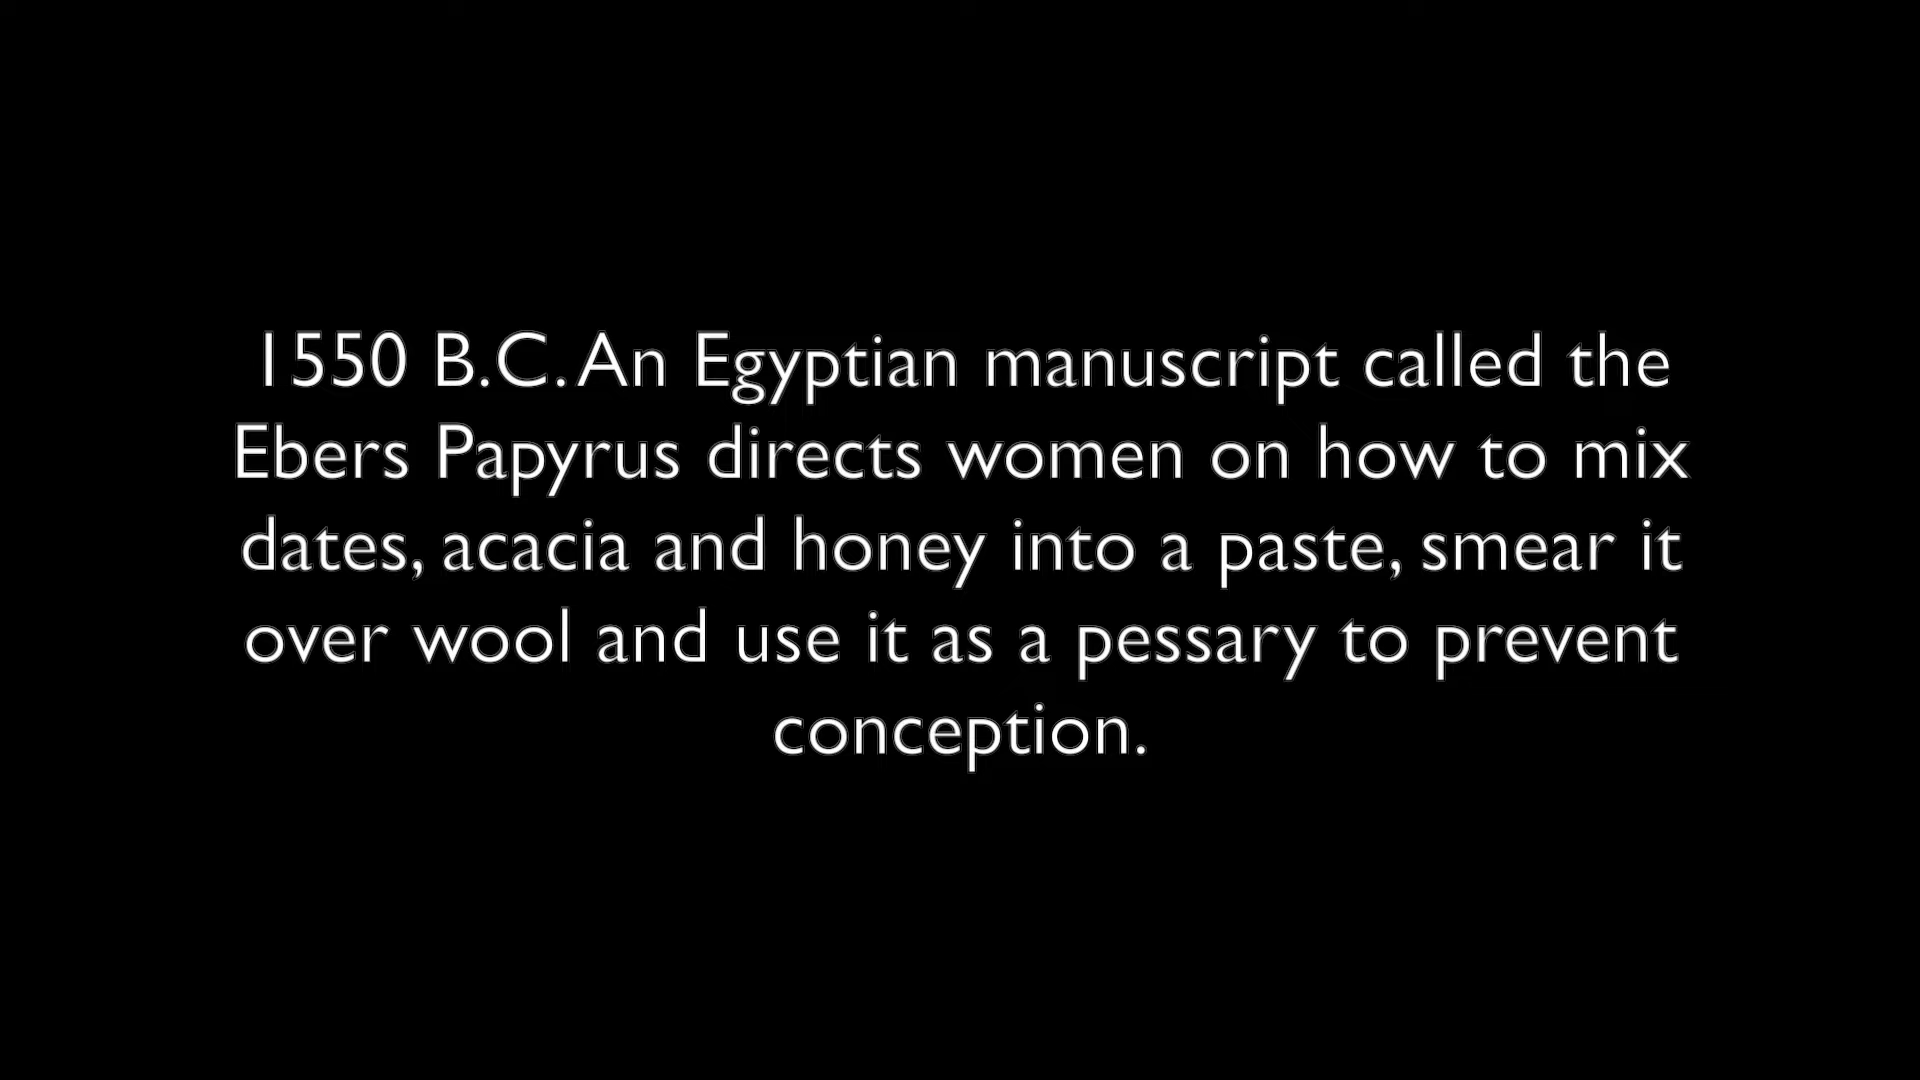 1550 B.C. An Egyptian manuscript called the
Ebers Papyrus directs women on how to mix
dates, acacia and honey into a paste, smear it
over wool and use it as a pessary to prevent
conception.